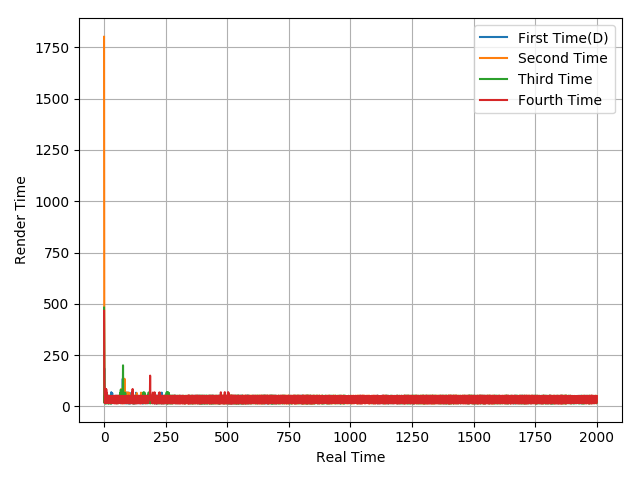 First Time(D)
Second Time
Third Time
Fourth Time
Render Time
1750
1500
1250
1000
750
500
250
0
0 250 500 750 1000 1250 1500 1750 2000
Real Time